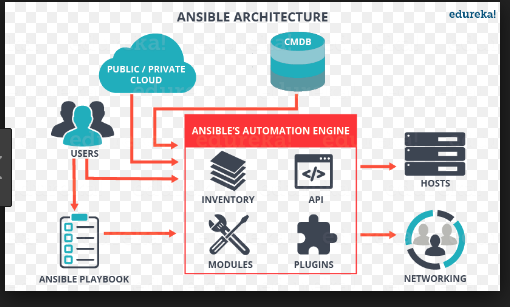 ANSIBLE ARCHITECTURE
edureka!
PUBLIC / PRIVATE
CLOUD
CMDB
USERS
ANSIBLE'S AUTOMATION ENGINE
INVENTORY
API
HOSTS
MODULES
PLUGINS
ANSIBLE PLAYBOOK
NETWORKING